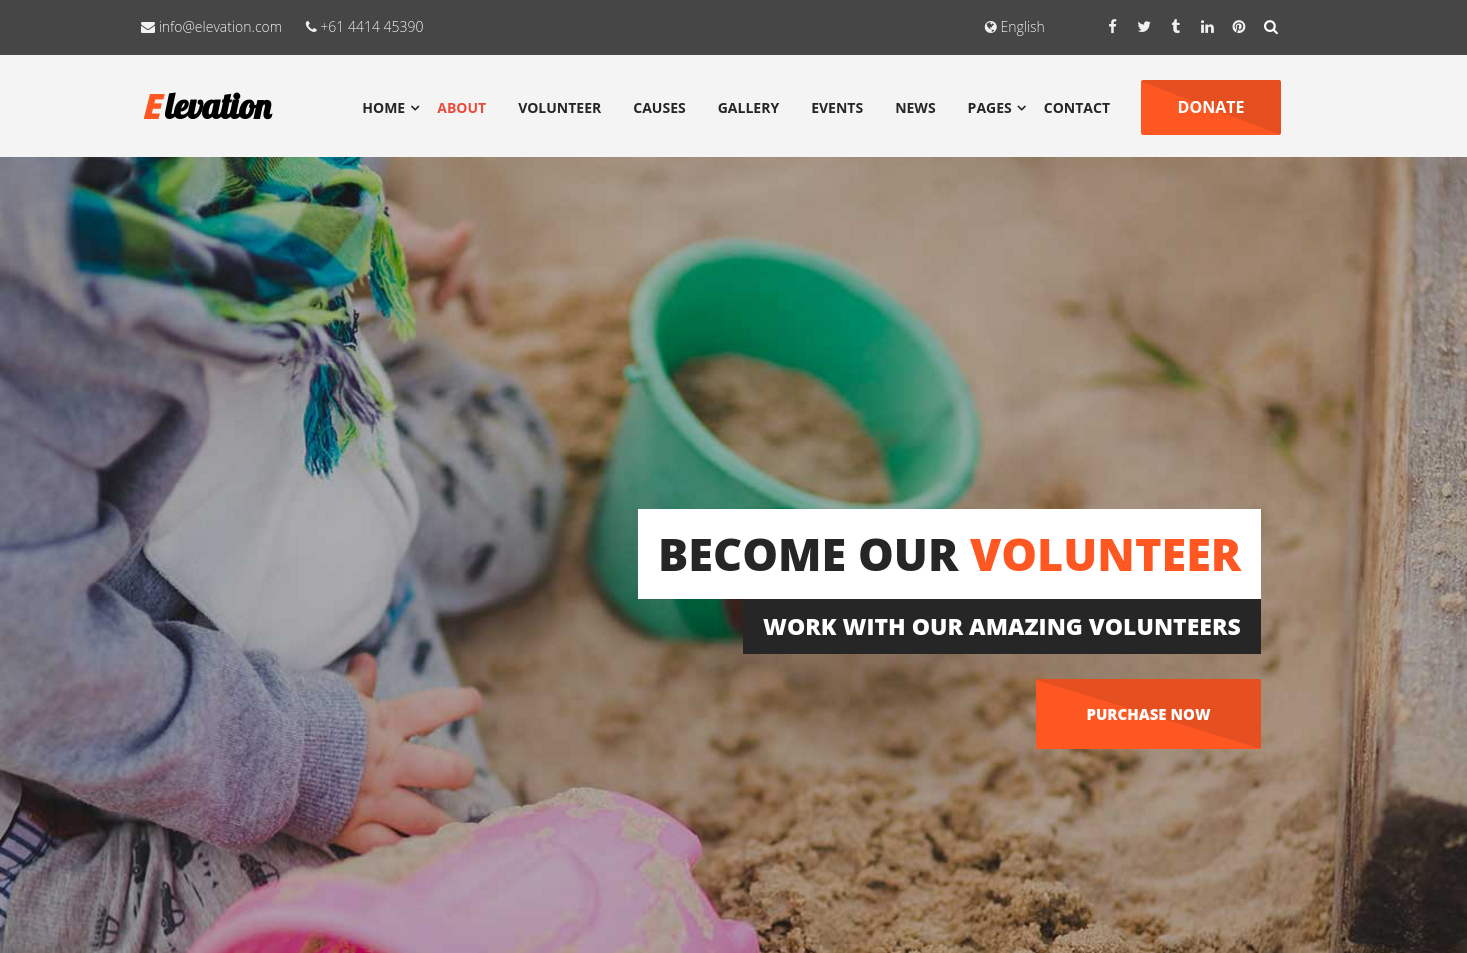 info@elevation.com +61 4414 45390 English
Elevation HOME ABOUT VOLUNTEER CAUSES GALLERY EVENTS NEWS PAGES CONTACT DONATE
BECOME OUR VOLUNTEER
WORK WITH OUR AMAZING VOLUNTEERS
PURCHASE NOW